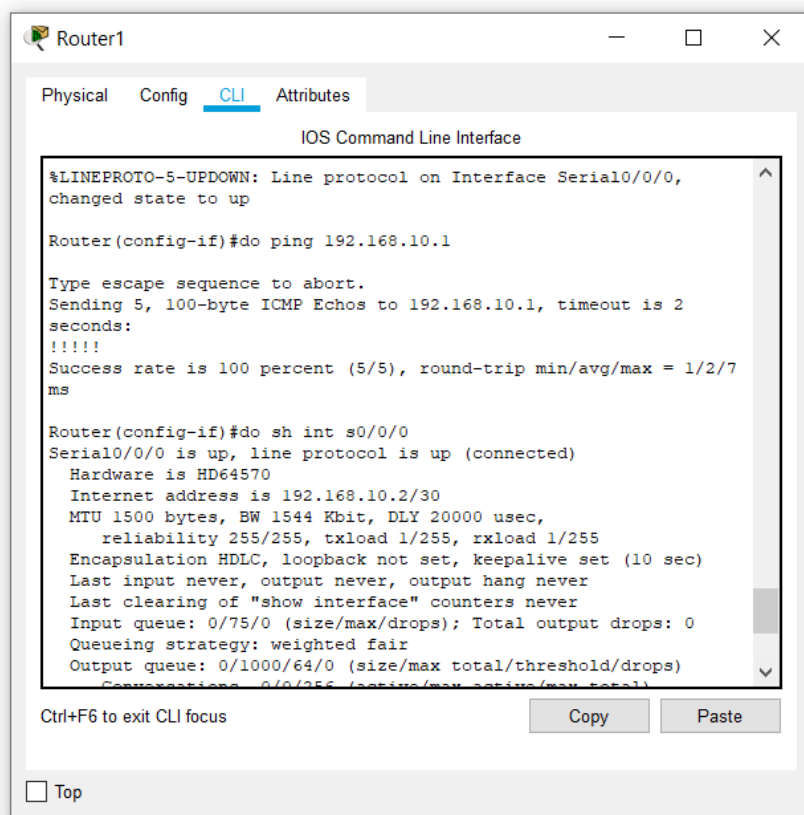 Router1
Physical Config CLI Attributes
IOS Command Line Interface
%LINEPROTO-5-UPDOWN: Line protocol on Interface Serial0/0/0,
changed state to up
Router(config-if)#do ping 192.168.10.1
Type escape sequence to abort.
Sending 5, 100-byte ICMP Echos to 192.168.10.1, timeout is 2
seconds:
!!!!!
Success rate is 100 percent (5/5), round-trip min/avg/max = 1/2/7
ms
Router(config-if)#do sh int s0/0/0
Serial0/0/0 is up, line protocol is up (connected)
Hardware is HD64570
Internet address is 192.168.10.2/30
MTU 1500 bytes, BW 1544 Kbit, DLY 20000 usec,
reliability 255/255, txload 1/255, rxload 1/255
Encapsulation HDLC, loopback not set, keepalive set (10 sec)
Last input never, output never, output hang never
Last clearing of "show interface" counters never
Input queue: 0/75/0 (size/max/drops); Total output drops: 0
Queueing strategy: weighted fair
Output queue: 0/1000/64/0 (size/max total/threshold/drops)
Conversations 0/0/256 (active/max active/max total)
Ctrl+F6 to exit CLI focus
Copy
Paste
Top